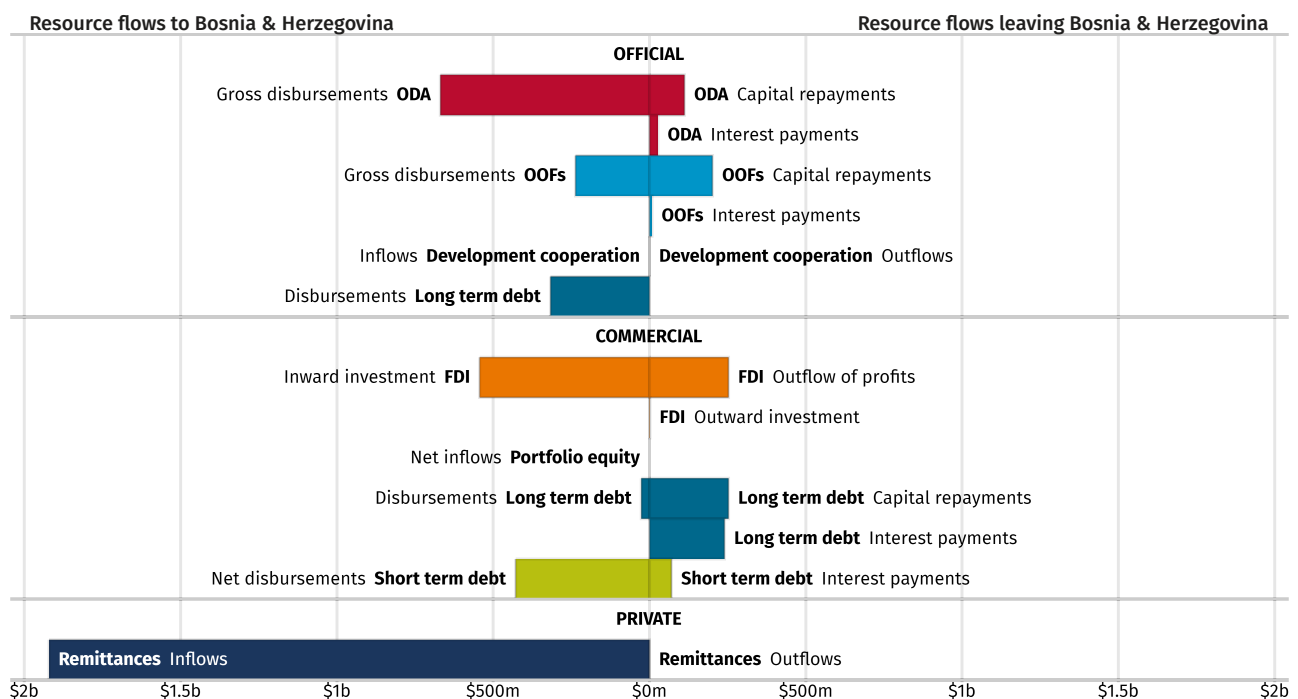 Resource flows to Bosnia & Herzegovina Resource flows leaving Bosnia & Herzegovina
OFFICIAL
Gross disbursements ODA ODA Capital repayments
ODA Interest payments
Gross disbursements OOFs OOFs Capital repayments
OOFs Interest payments
Inflows Development cooperation Development cooperation Outflows
Disbursements Long term debt
COMMERCIAL
Inward investment FDI FDI Outflow of profits
FDI Outward investment
Net inflows Portfolio equity
Disbursements Long term debt Long term debt Capital repayments
Long term debt Interest payments
Net disbursements Short term debt Short term debt Interest payments
PRIVATE
Remittances Inflows Remittances Outflows
$2b $1.5b $1b $500m $0m $500m $1b $1.5b $2b